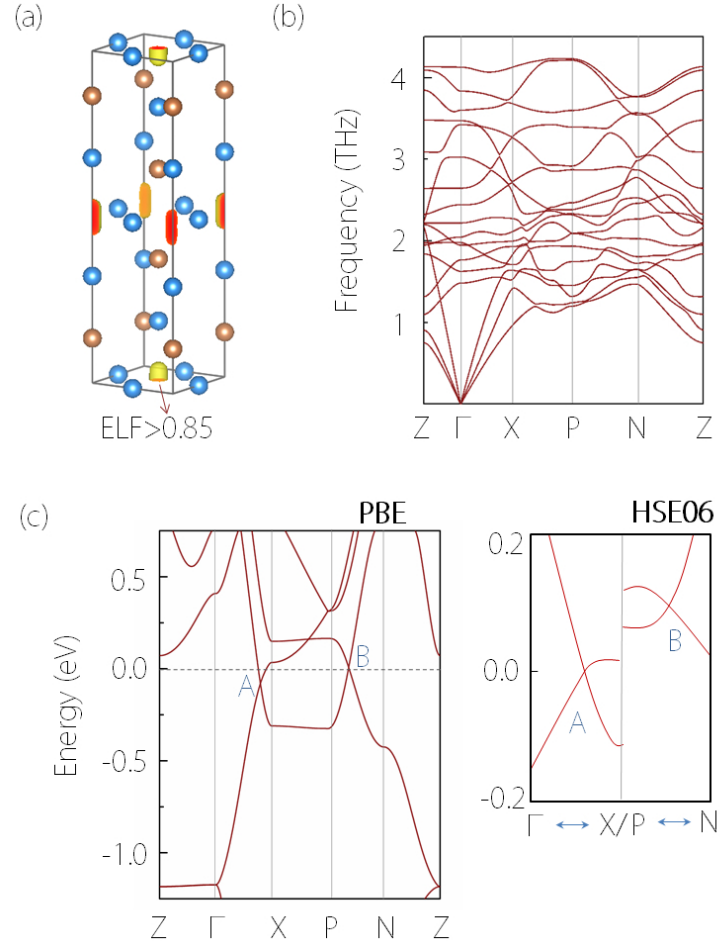 (a)
ELF>0.85
(b)
Frequency (THz)
4
3
2
1
Z Γ X P N Z
(c)
PBE
Energy (eV)
0.5
0.0
-0.5
-1.0
A
B
Z Γ X P N Z
HSE06
0.2
0.0
-0.2
A
B
Γ ↔ X/P ↔ N